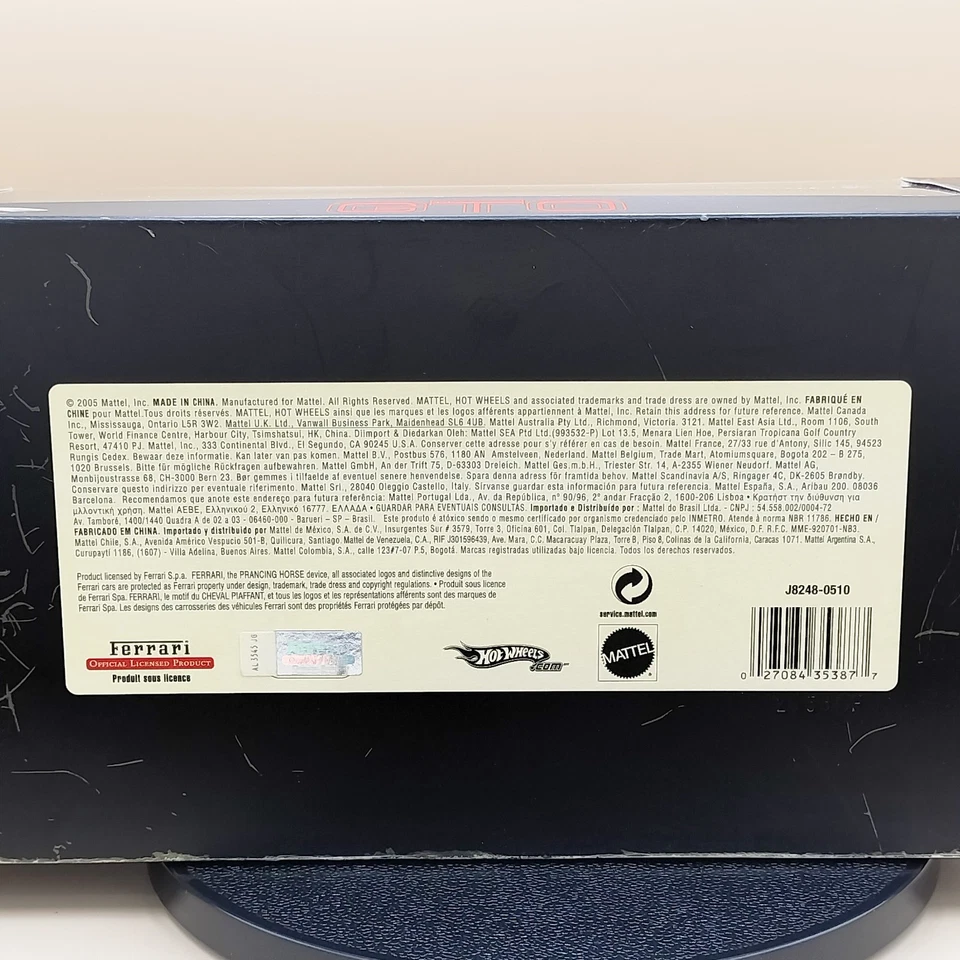 GTO
© 2005 Mattel, Inc. MADE IN CHINA. Manufactured for Mattel. All Rights Reserved. MATTEL, HOT WHEELS and associated trademarks and trade dress are owned by Mattel, Inc. FABRIQUÉ EN
CHINE pour Mattel.Tous droits réservés. MATTEL, HOT WHEELS ainsi que les marques et les logos afférents appartiennent à Mattel, Inc. Retain this address for future reference. Mattel Canada
Inc., Mississauga, Ontario L5R 3W2. Mattel U.K. Ltd., Vanwall Business Park, Maidenhead SL6 4UB. Mattel Australia Pty Ltd., Richmond, Victoria. 3121. Mattel East Asia Ltd., Room 1106, South
Tower, World Finance Centre, Harbour City, Tsimshatsui, HK, China. DiImport & Diedarkan Oleh: Mattel SEA Ptd Ltd.(993532-P) Lot 13.5, Menara Lien Hoe, Persiaran Tropicana Golf Country
Resort, 47410 PJ. Mattel, Inc., 333 Continental Blvd., El Segundo, CA 90245 U.S.A. Conserver cette adresse pour s'y référer en cas de besoin. Mattel France, 27/33 rue d'Antony, Silic 145, 94523
Rungis Cedex. Bewaar deze informatie. Kan later van pas komen. Mattel B.V., Postbus 576, 1180 AN Amstelveen, Nederland. Mattel Belgium, Trade Mart, Atomiumsquare, Bogota 202 – B 275,
1020 Brussels. Bitte für mögliche Rückfragen aufbewahren. Mattel GmbH, An der Trift 75, D-63303 Dreieich. Mattel Ges.m.b.H., Triester Str. 14, A-2355 Wiener Neudorf. Mattel AG,
Monbijoustrasse 68, CH-3000 Bern 23. Bør gemmes i tilfælde af eventuel senere henvendelse. Spara denna adress för framtida behov. Mattel Scandinavia A/S, Ringager 4C, DK-2605 Brøndby.
Conservare questo indirizzo per eventuale riferimento. Mattel Srl., 28040 Oleggio Castello, Italy. Sírvanse guardar esta información para futura referencia. Mattel España, S.A., Aribau 200. 08036
Barcelona. Recomendamos que anote este endereço para futura referência: Mattel Portugal Lda., Av. da República, nº 90/96, 2º andar Fracção 2, 1600-206 Lisboa • Κρατήστ την διύθυνση για
μλλοντική χρήση. Mattel AEBE, Ελληνικού 2, Ελληνικό 16777. ΕΛΛΑΔΑ • GUARDAR PARA EVENTUAIS CONSULTAS. Importado e Distribuído por : Mattel do Brasil Ltda. - CNPJ : 54.558.002/0004-72
Av. Tamboré, 1400/1440 Quadra A de 02 a 03 - 06460-000 - Barueri – SP – Brasil. Este produto é atóxico sendo o mesmo certificado por organismo credenciado pelo INMETRO. Atende à norma NBR 11786. HECHO EN /
FABRICADO EM CHINA. Importado y distribuido por Mattel de México, S.A. de C.V., Insurgentes Sur # 3579, Torre 3, Oficina 601, Col. Tlalpan, Delegación Tlalpan, C.P. 14020, México, D.F. R.F.C. MME-920701-NB3.
Mattel Chile, S.A., Avenida Américo Vespucio 501-B, Quilicura, Santiago. Mattel de Venezuela, C.A., RIF J301596439, Ave. Mara, C.C. Macaracuay Plaza, Torre B, Piso 8, Colinas de la California, Caracas 1071. Mattel Argentina S.A.,
Curupaytí 1186, (1607) - Villa Adelina, Buenos Aires. Mattel Colombia, S.A., calle 123#7-07 P.5, Bogotá. Marcas registradas utilizadas bajo licencia. Todos los derechos reservados.
Product licensed by Ferrari S.p.a. FERRARI, the PRANCING HORSE device, all associated logos and distinctive designs of the
Ferrari cars are protected as Ferrari property under design, trademark, trade dress and copyright regulations. • Produit sous licence
de Ferrari Spa. FERRARI, le motif du CHEVAL PIAFFANT, et tous les logos et les représentations afférents sont des marques de
Ferrari Spa. Les designs des carrosseries des véhicules Ferrari sont des propriétés Ferrari protégées par dépôt.
service.mattel.com
J8248-0510
Ferrari
OFFICIAL LICENSED PRODUCT
Produit sous licence
AL 3545 J8
HOT WHEELS
.com
MATTEL
0 27084 35387 7